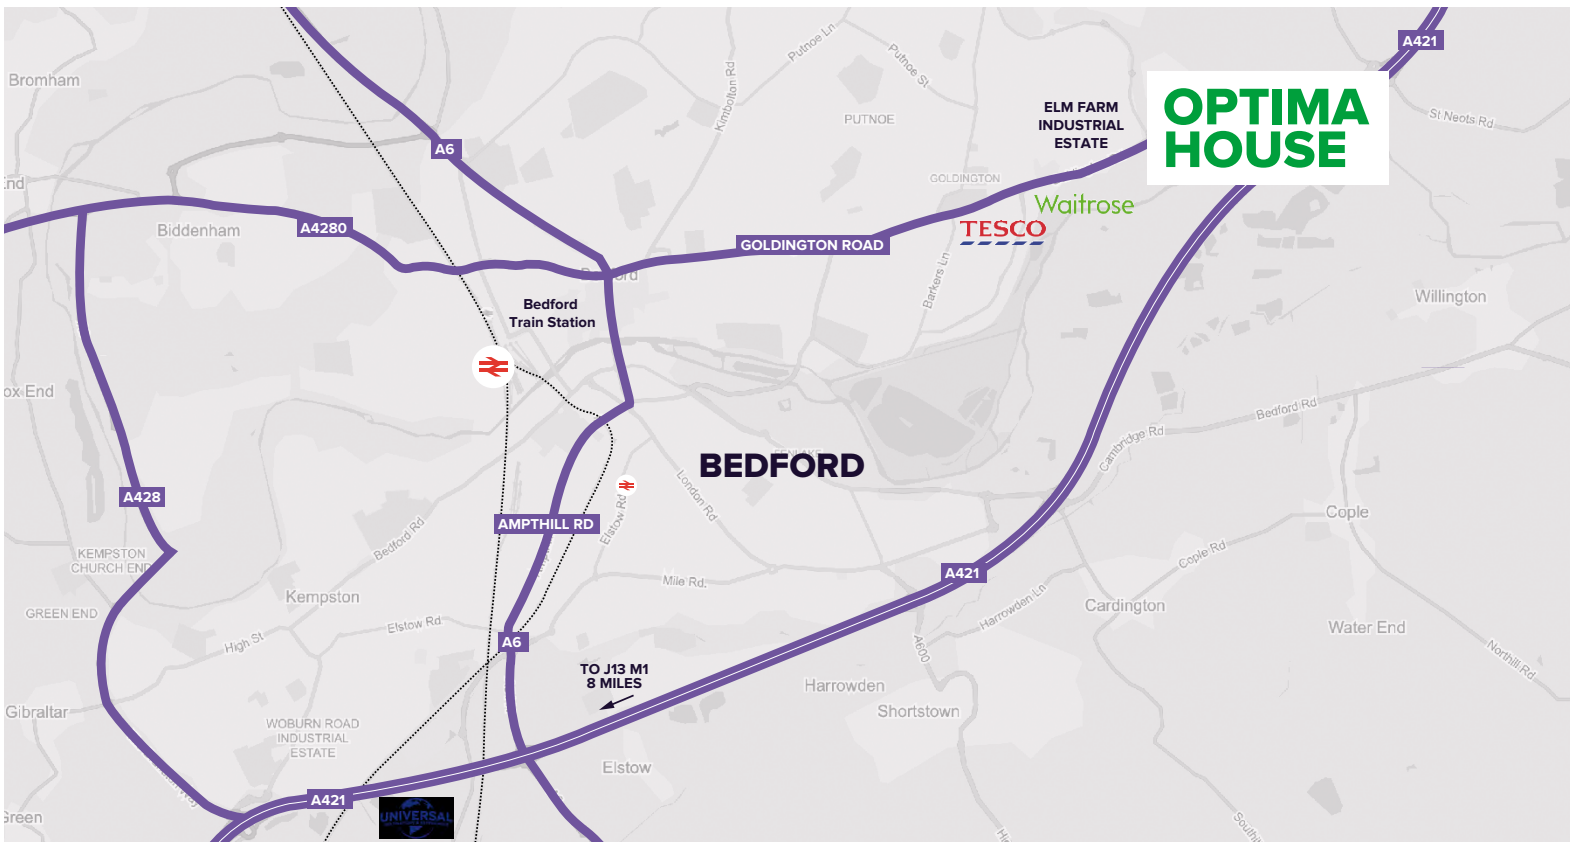 A421
Putnoe Ln
Putnoe St
Bromham
Kimbolton Rd
OPTIMA
HOUSE
ELM FARM
INDUSTRIAL
ESTATE
PUTNOE
St Neots Rd
A6
GOLDINGTON
Waitrose
TESCO
A4280
Biddenham
GOLDINGTON ROAD
Barkers Ln
Willington
Bedford
Train Station
ox End
Bedford Rd
Cambridge Rd
BEDFORD
A428
London Rd
Elstow Rd
AMPTHILL RD
Bedford Rd
Cople
KEMPSTON
CHURCH END
Cople Rd
A421
Mile Rd.
Kempston
Harrowden Ln
Cardington
GREEN END
Elstow Rd
High St
A6
A600
Water End
Northill Rd
TO J13 M1
8 MILES
Harrowden
Shortstown
Gibraltar
WOBURN ROAD
INDUSTRIAL
ESTATE
Elstow
A421
UNIVERSAL